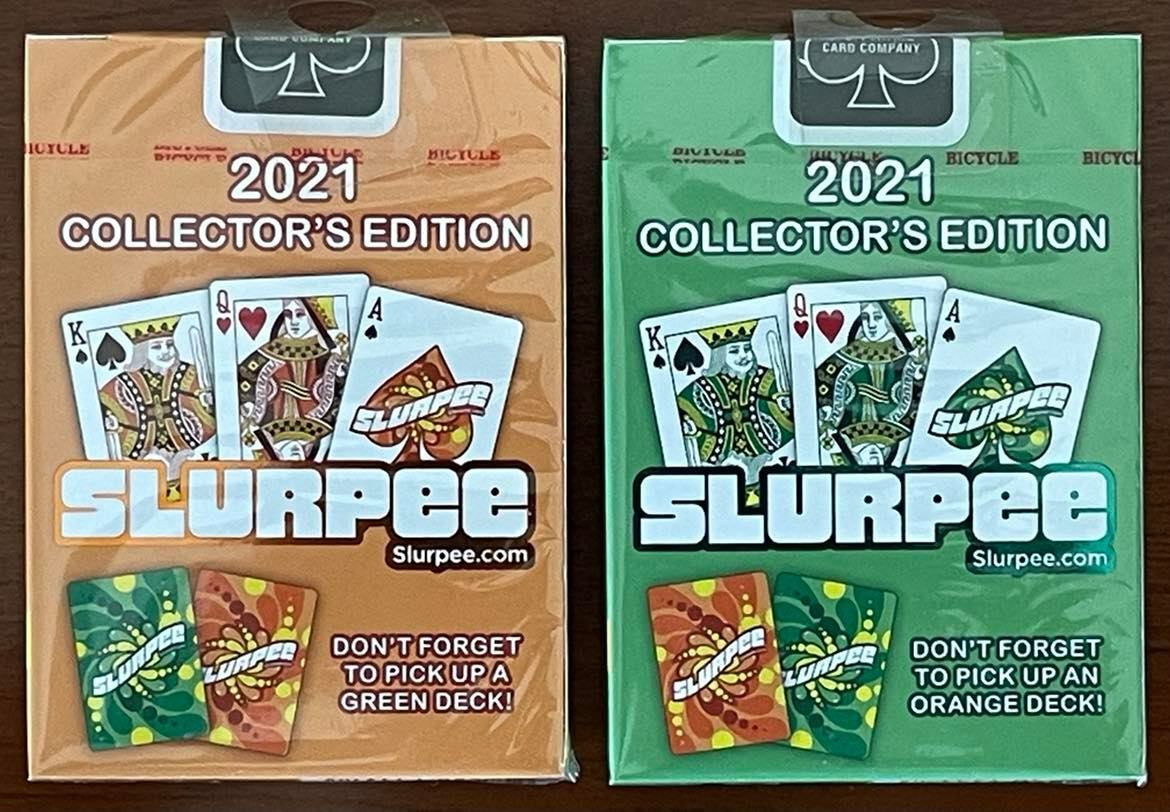 CARD COMPANY
BICYCLE BICYCLE BICYCLE
2021
COLLECTOR'S EDITION
K
Q
A
SLURPEE
SLURPEE
Slurpee.com
SLURPEE
SLURPEE
DON'T FORGET
TO PICK UP A
GREEN DECK!
CARD COMPANY
BICYCLE BICYCLE BICYCLE
2021
COLLECTOR'S EDITION
K
Q
A
SLURPEE
SLURPEE
Slurpee.com
SLURPEE
SLURPEE
DON'T FORGET
TO PICK UP AN
ORANGE DECK!